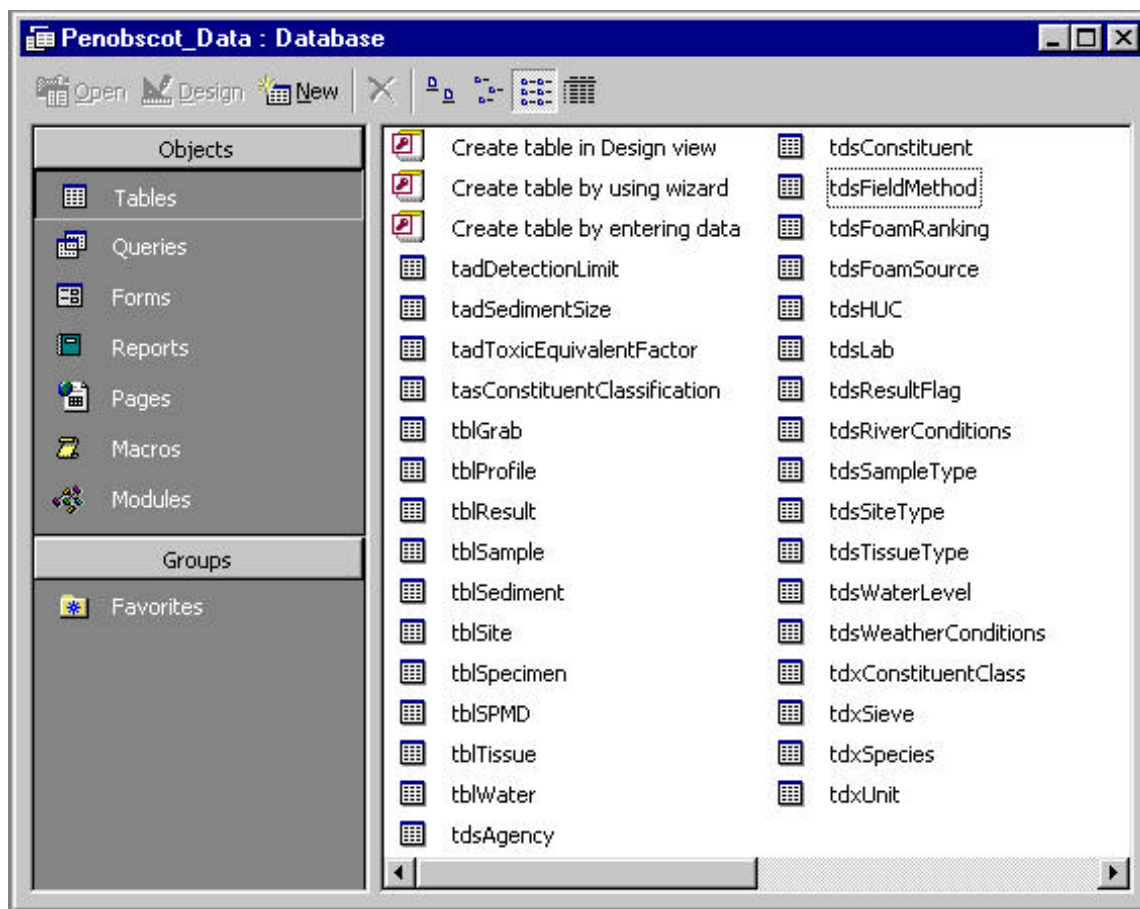 Penobscot_Data : Database
Open Design New
Objects
Tables
Queries
Forms
Reports
Pages
Macros
Modules
Groups
Favorites
Create table in Design view
Create table by using wizard
Create table by entering data
tadDetectionLimit
tadSedimentSize
tadToxicEquivalentFactor
tasConstituentClassification
tblGrab
tblProfile
tblResult
tblSample
tblSediment
tblSite
tblSpecimen
tblSPMD
tblTissue
tblWater
tdsAgency
tdsConstituent
tdsFieldMethod
tdsFoamRanking
tdsFoamSource
tdsHUC
tdsLab
tdsResultFlag
tdsRiverConditions
tdsSampleType
tdsSiteType
tdsTissueType
tdsWaterLevel
tdsWeatherConditions
tdxConstituentClass
tdxSieve
tdxSpecies
tdxUnit